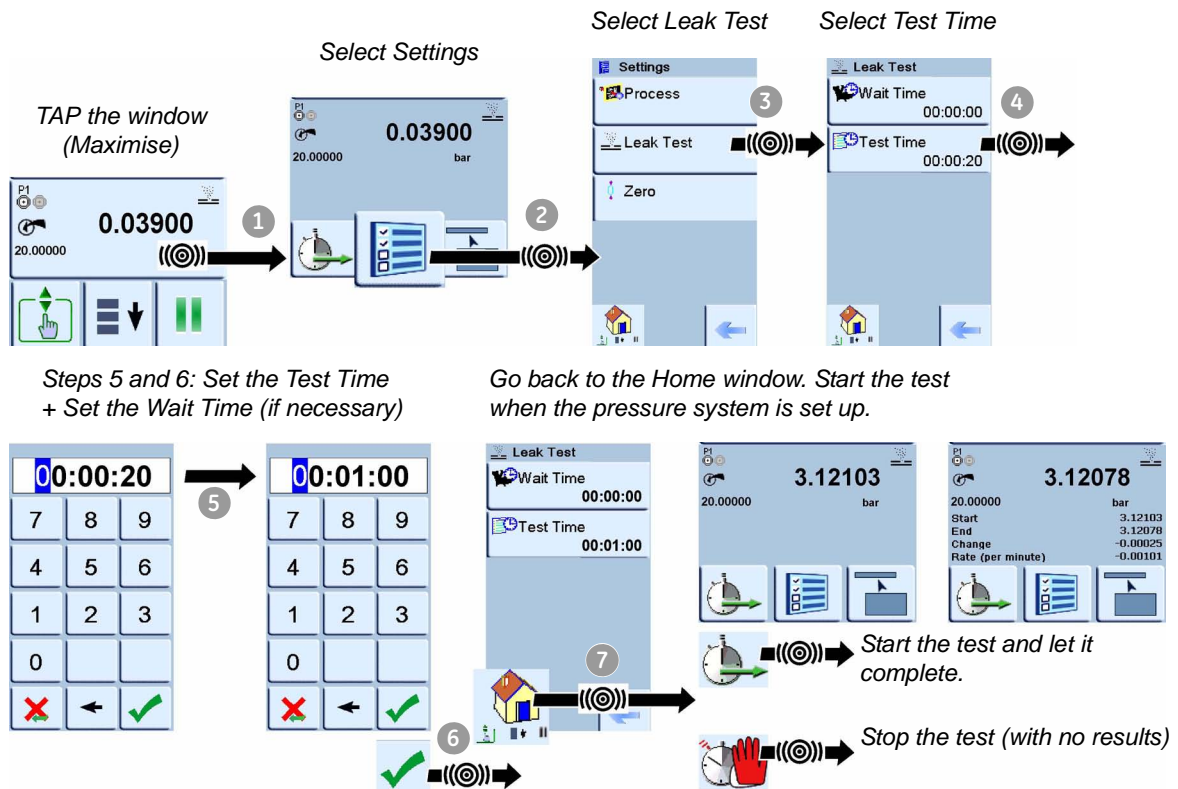 Select Leak Test
Select Test Time
Select Settings
TAP the window
(Maximise)
P1
0.03900
20.00000
1
P1
0.03900
20.00000
bar
2
Settings
Process
Leak Test
Zero
3
Leak Test
Wait Time
00:00:00
Test Time
00:00:20
4
Steps 5 and 6: Set the Test Time
+ Set the Wait Time (if necessary)
Go back to the Home window. Start the test
when the pressure system is set up.
00:00:20
7 8 9
4 5 6
1 2 3
0
5
00:01:00
7 8 9
4 5 6
1 2 3
0
6
Leak Test
Wait Time
00:00:00
Test Time
00:01:00
7
P1
3.12103
20.00000
bar
P1
3.12078
20.00000
bar
Start 3.12103
End 3.12078
Change -0.00025
Rate (per minute) -0.00101
Start the test and let it
complete.
Stop the test (with no results)